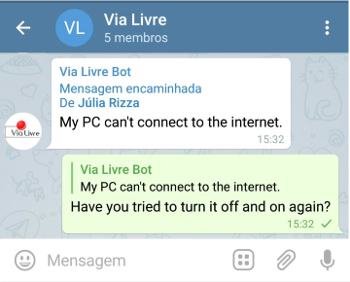 VL
Via Livre
5 membros
Via Livre Bot
Mensagem encaminhada
De Júlia Rizza
My PC can't connect to the internet.
15:32
Via Livre
Via Livre Bot
My PC can't connect to the internet.
Have you tried to turn it off and on again?
15:32
Mensagem